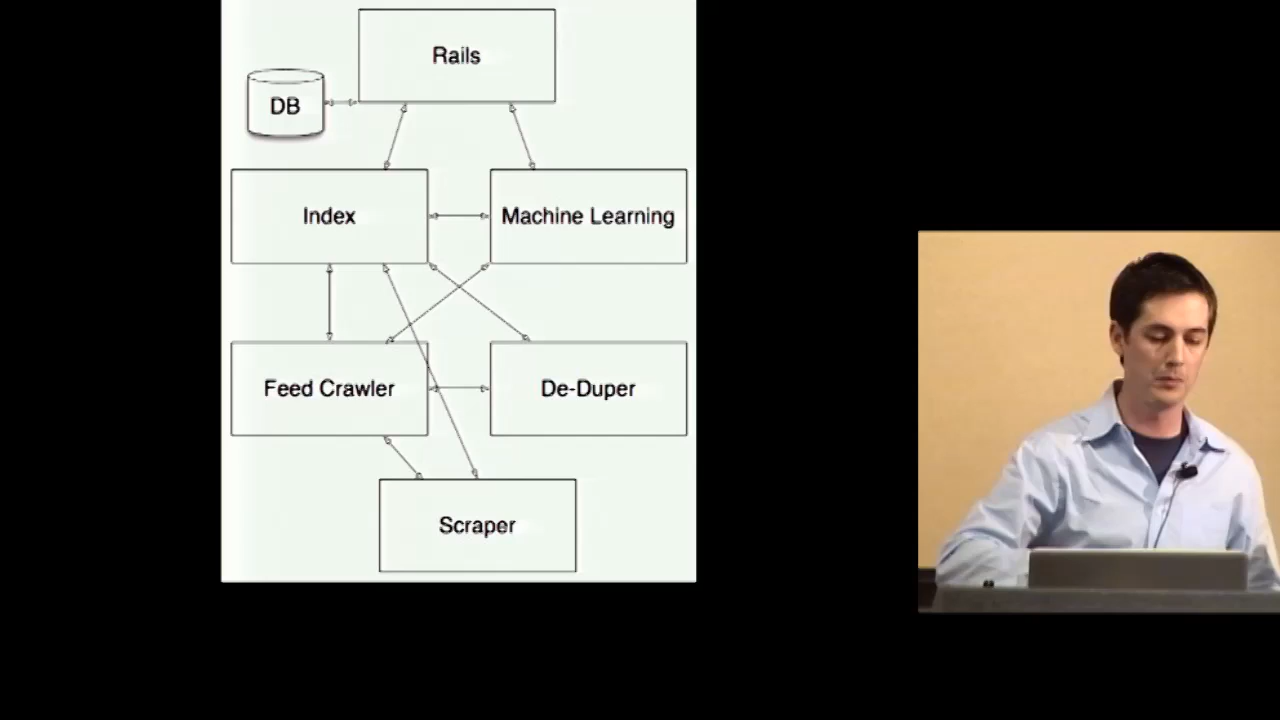 Rails
DB
Index
Machine Learning
Feed Crawler
De-Duper
Scraper